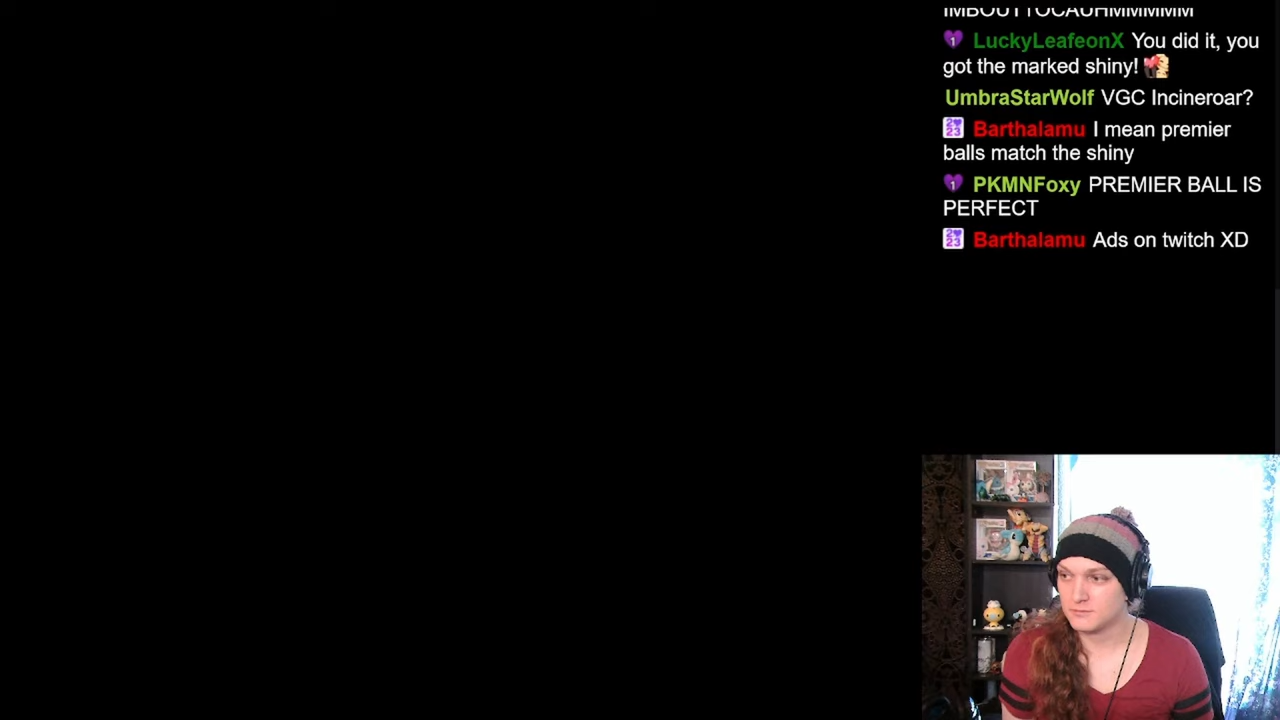 LuckyLeafeonX You did it, you
got the marked shiny!
UmbraStarWolf VGC Incineroar?
Barthalamu I mean premier
balls match the shiny
PKMNFoxy PREMIER BALL IS
PERFECT
Barthalamu Ads on twitch XD